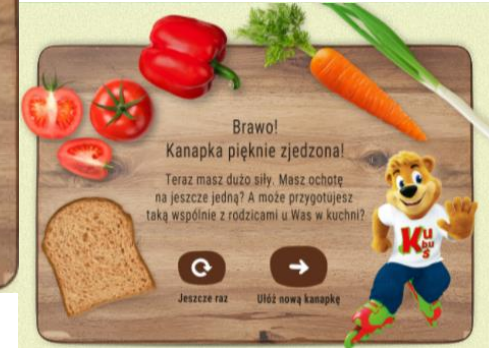 Brawo!
Kanapka pięknie zjedzona!
Teraz masz dużo siły. Masz ochotę
na jeszcze jedną? A może przygotujesz
taką wspólnie z rodzicami u Was w kuchni?
Kubuś
Jeszcze raz
Ułóż nową kanapkę